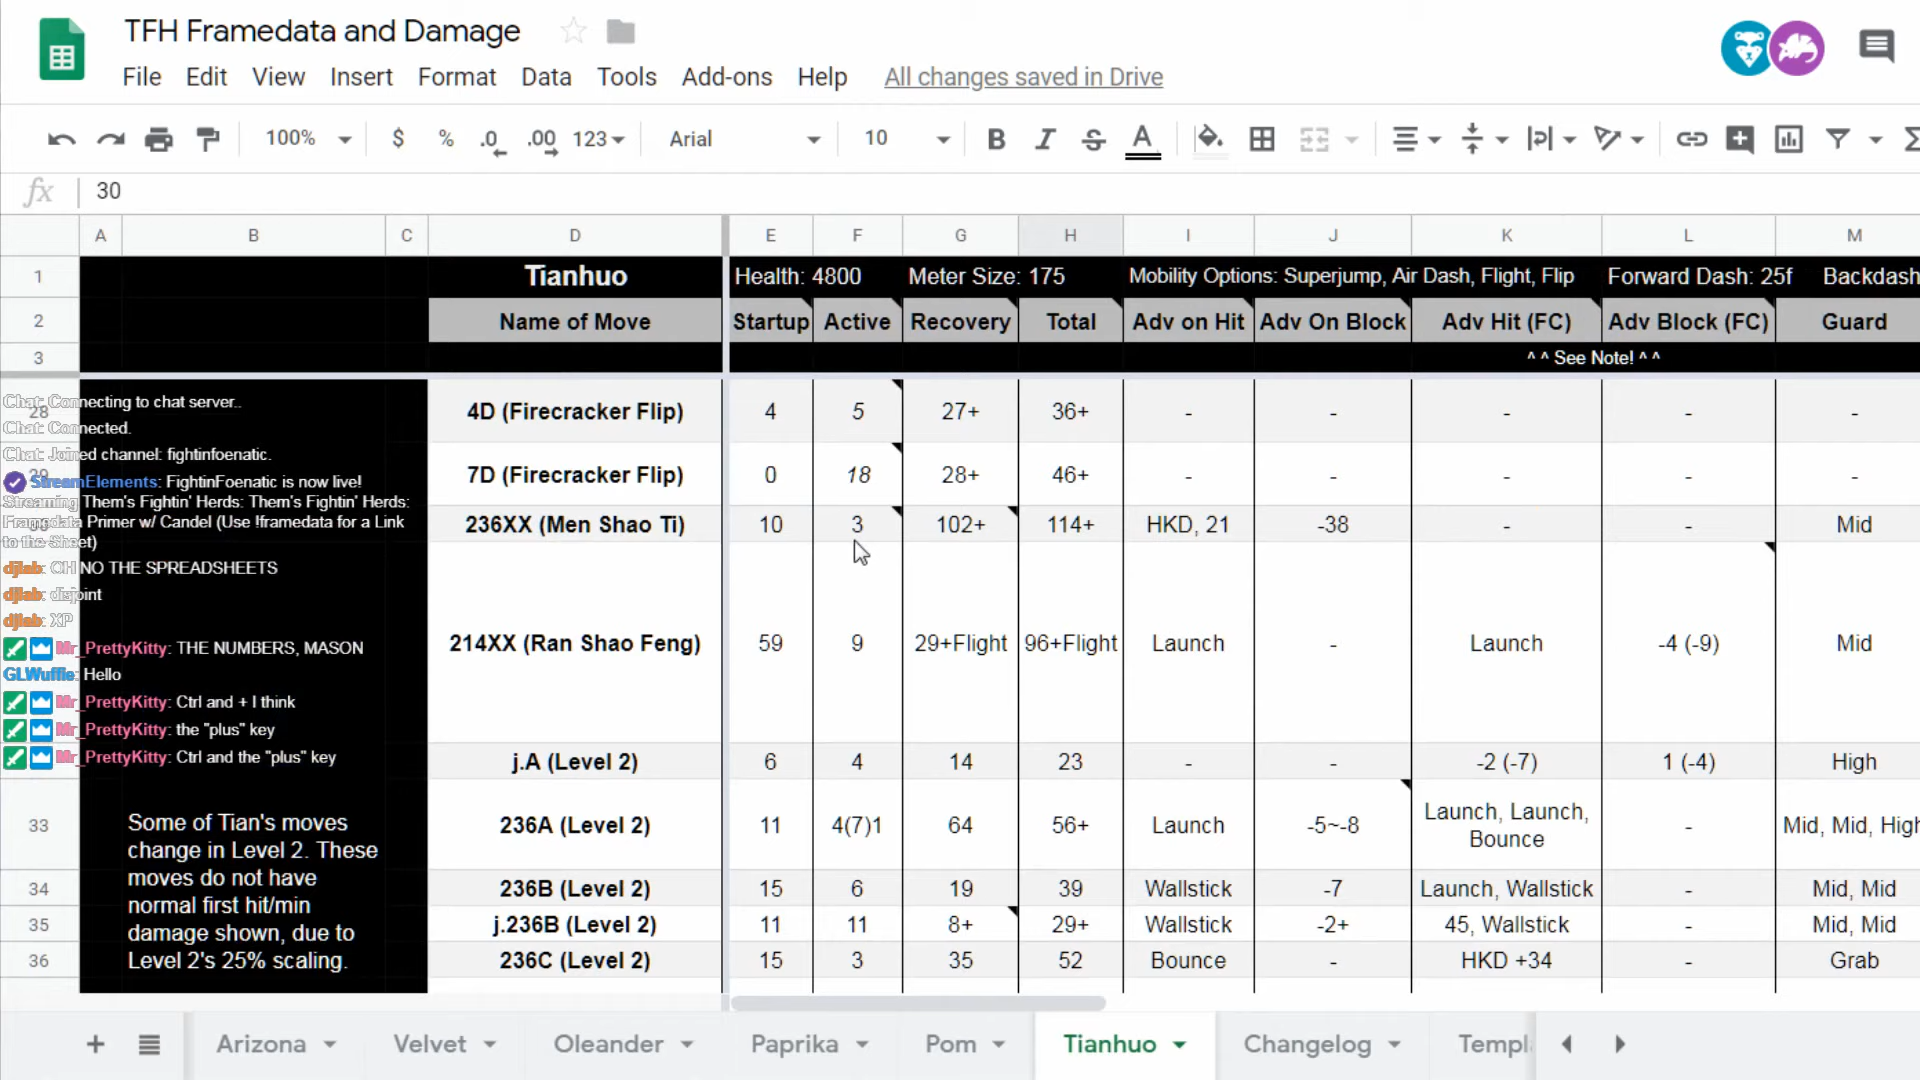 TFH Framedata and Damage
File Edit View Insert Format Data Tools Add-ons Help All changes saved in Drive
100% $ % .0 .00 123 Arial 10 B I S A
fx 30
A B C D E F G H I J K L M
1 Tianhuo Health: 4800 Meter Size: 175 Mobility Options: Superjump, Air Dash, Flight, Flip Forward Dash: 25f Backdash
2 Name of Move Startup Active Recovery Total Adv on Hit Adv On Block Adv Hit (FC) Adv Block (FC) Guard
3 ^ ^ See Note! ^ ^
28 4D (Firecracker Flip) 4 5 27+ 36+ - - - - -
29 7D (Firecracker Flip) 0 18 28+ 46+ - - - - -
30 236XX (Men Shao Ti) 10 3 102+ 114+ HKD, 21 -38 - - Mid
214XX (Ran Shao Feng) 59 9 29+Flight 96+Flight Launch - Launch -4 (-9) Mid
j.A (Level 2) 6 4 14 23 - - -2 (-7) 1 (-4) High
33 236A (Level 2) 11 4(7)1 64 56+ Launch -5~-8 Launch, Launch, Bounce - Mid, Mid, High
34 236B (Level 2) 15 6 19 39 Wallstick -7 Launch, Wallstick - Mid, Mid
35 j.236B (Level 2) 11 11 8+ 29+ Wallstick -2+ 45, Wallstick - Mid, Mid
36 236C (Level 2) 15 3 35 52 Bounce - HKD +34 - Grab
Chat: Connecting to chat server..
Chat: Connected.
Chat: Joined channel: fightinfoenatic.
StreamElements: FightinFoenatic is now live!
Streaming Them's Fightin' Herds: Them's Fightin' Herds:
Framedata Primer w/ Candel (Use !framedata for a Link
to the Sheet)
djlab: OH NO THE SPREADSHEETS
djlab: disjoint
djlab: XP
Mr_PrettyKitty: THE NUMBERS, MASON
GLWuffie: Hello
Mr_PrettyKitty: Ctrl and + I think
Mr_PrettyKitty: the "plus" key
Mr_PrettyKitty: Ctrl and the "plus" key
Some of Tian's moves
change in Level 2. These
moves do not have
normal first hit/min
damage shown, due to
Level 2's 25% scaling.
+ Arizona Velvet Oleander Paprika Pom Tianhuo Changelog Templ